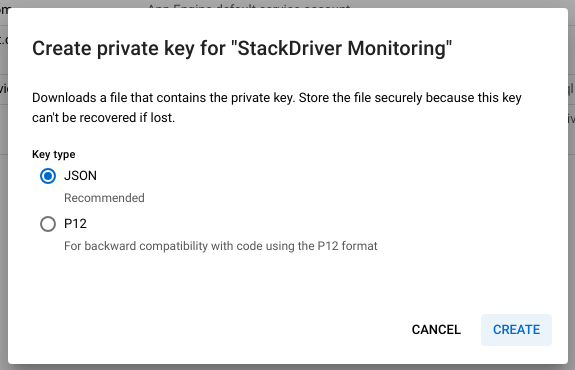 App Engine default service account
Create private key for "StackDriver Monitoring"
Downloads a file that contains the private key. Store the file securely because this key
can't be recovered if lost.
Key type
JSON
Recommended
P12
For backward compatibility with code using the P12 format
CANCEL
CREATE